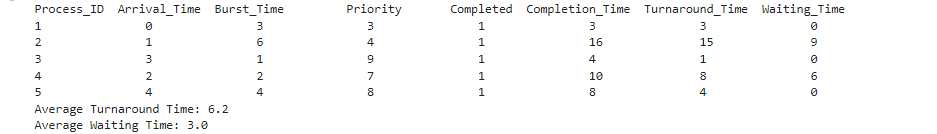 Process_ID Arrival_Time Burst_Time Priority Completed Completion_Time Turnaround_Time Waiting_Time
1 0 3 3 1 3 3 0
2 1 6 4 1 16 15 9
3 3 1 9 1 4 1 0
4 2 2 7 1 10 8 6
5 4 4 8 1 8 4 0
Average Turnaround Time: 6.2
Average Waiting Time: 3.0